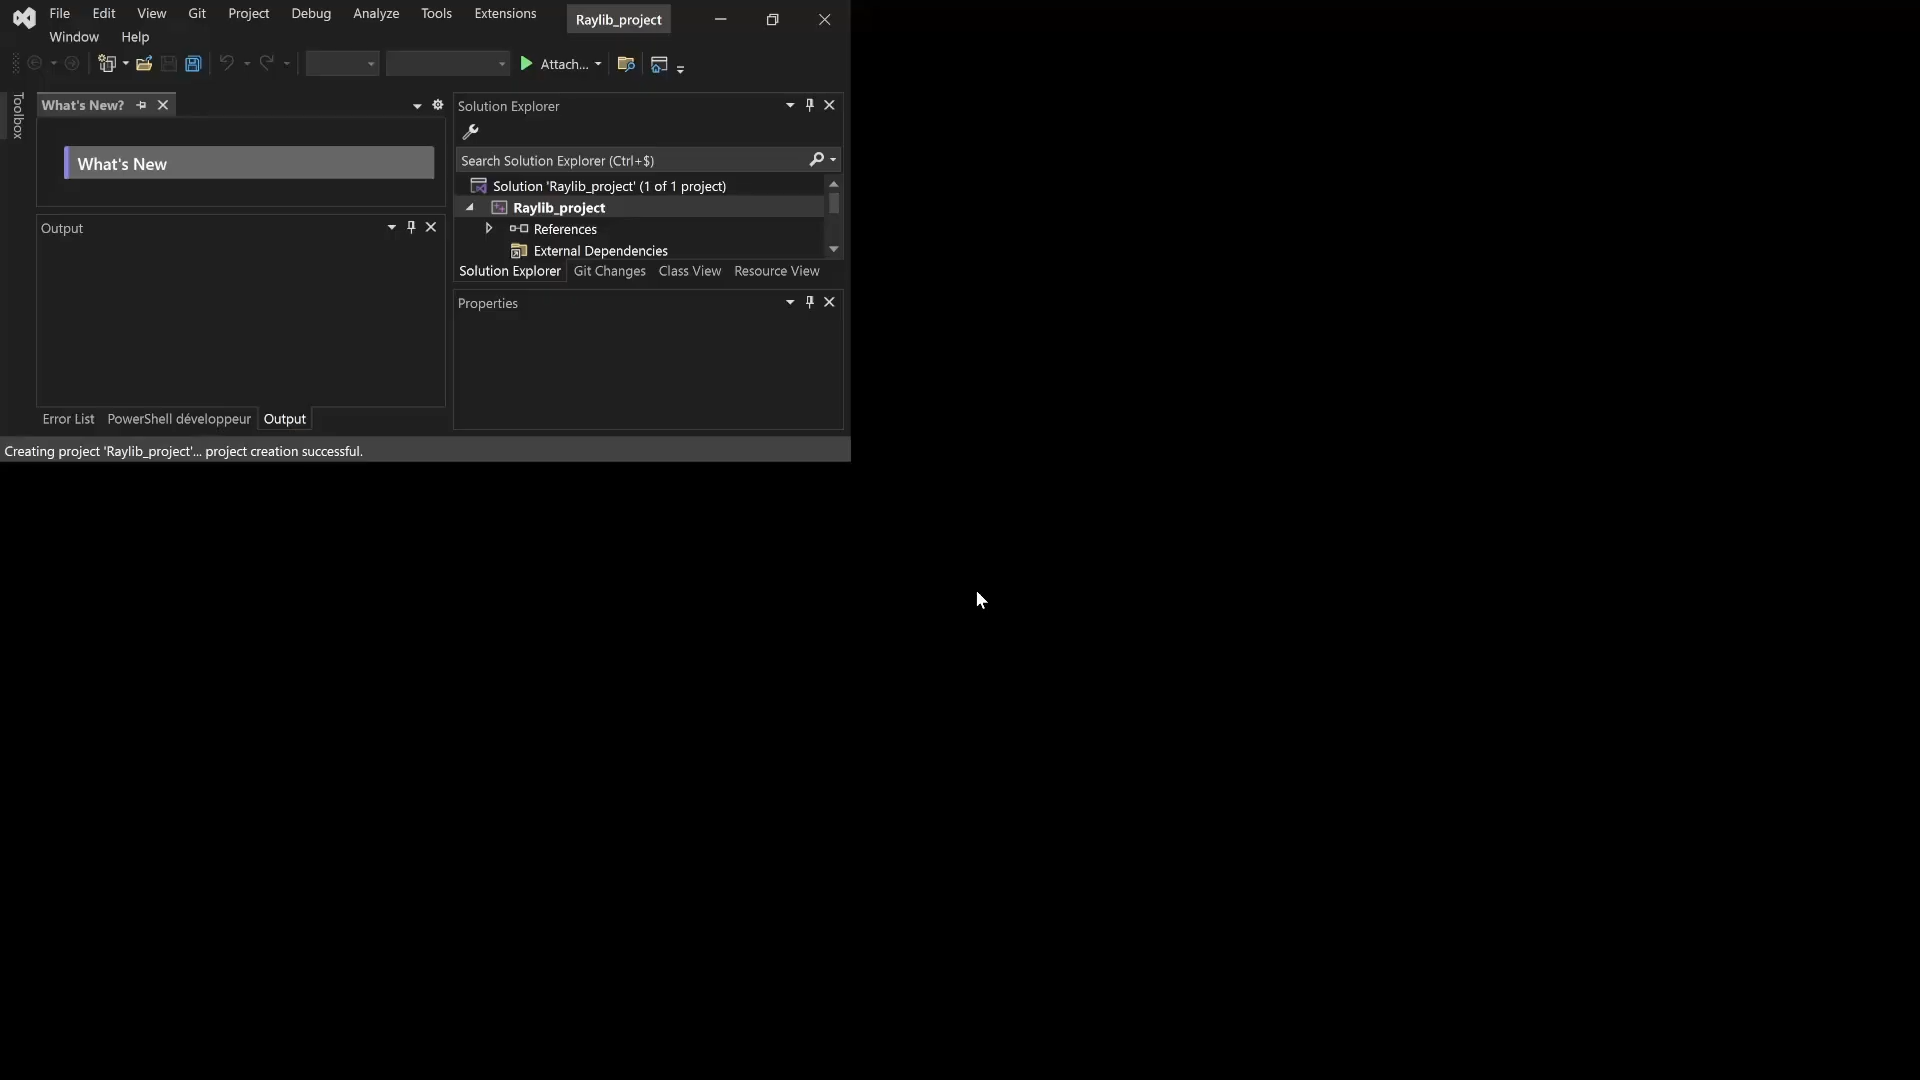 File Edit View Git Project Debug Analyze Tools Extensions Raylib_project
Window Help
Attach...
Toolbox
What's New?
What's New
Output
Error List PowerShell développeur Output
Solution Explorer
Search Solution Explorer (Ctrl+$)
Solution 'Raylib_project' (1 of 1 project)
Raylib_project
References
External Dependencies
Solution Explorer Git Changes Class View Resource View
Properties
Creating project 'Raylib_project'... project creation successful.